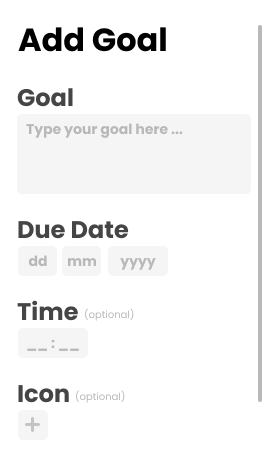 Add Goal
Goal
Type your goal here ...
Due Date
dd mm yyyy
Time (optional)
__:__
Icon (optional)
+